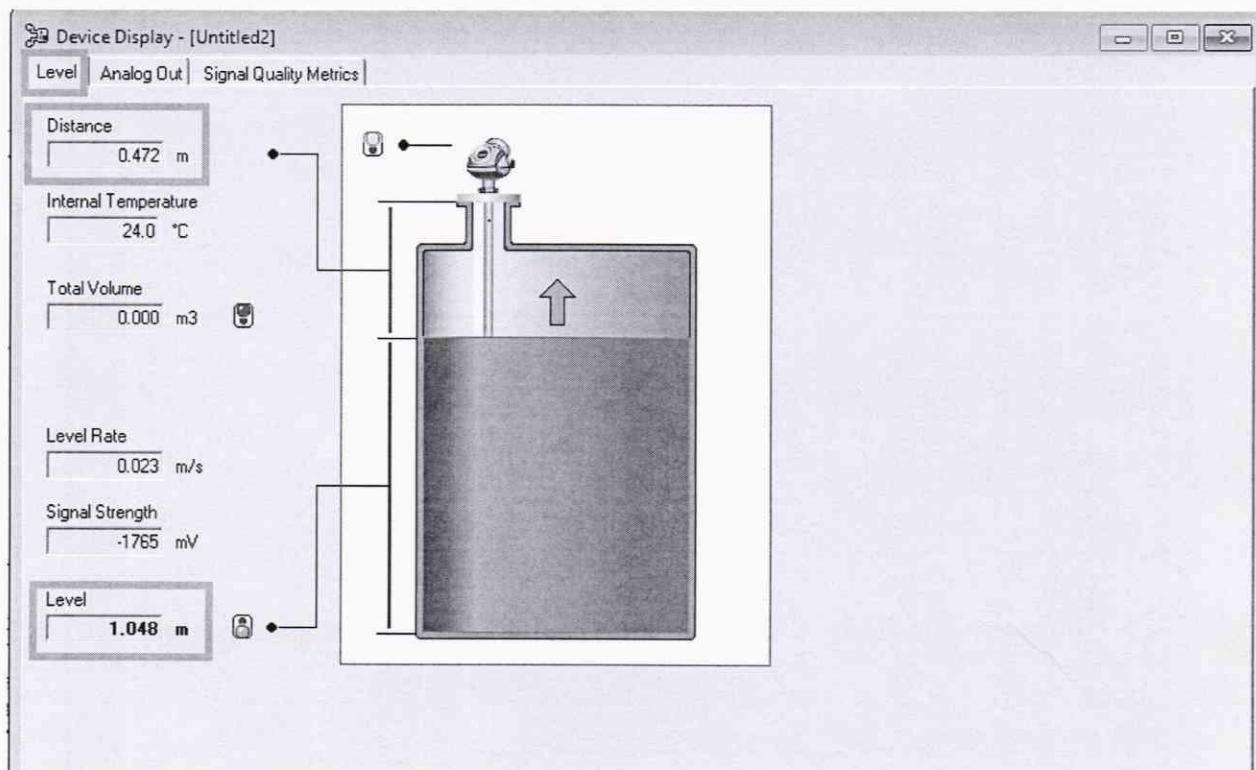 Device Display - [Untitled2]
Level Analog Out Signal Quality Metrics
Distance
0.472 m
Internal Temperature
24.0 °C
Total Volume
0.000 m3
Level Rate
0.023 m/s
Signal Strength
-1765 mV
Level
1.048 m